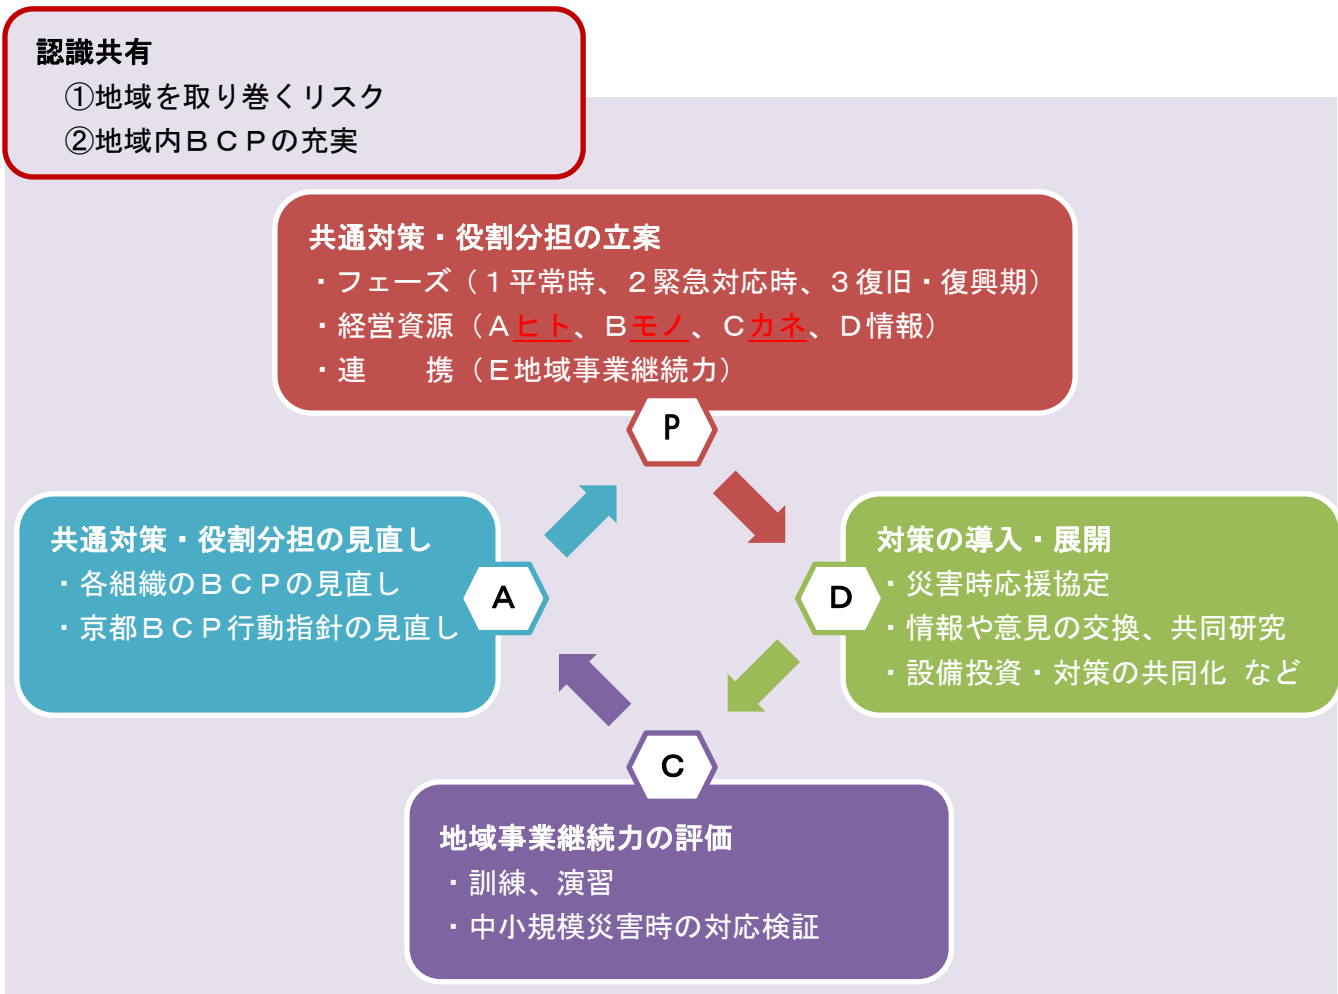 認識共有
①地域を取り巻くリスク
②地域内ＢＣＰの充実
共通対策・役割分担の立案
・フェーズ（１平常時、２緊急対応時、３復旧・復興期）
・経営資源（Ａヒト、Ｂモノ、Ｃカネ、Ｄ情報）
・連　　携（Ｅ地域事業継続力）
P
共通対策・役割分担の見直し
・各組織のＢＣＰの見直し
・京都ＢＣＰ行動指針の見直し
A
対策の導入・展開
・災害時応援協定
・情報や意見の交換、共同研究
・設備投資・対策の共同化 など
D
C
地域事業継続力の評価
・訓練、演習
・中小規模災害時の対応検証